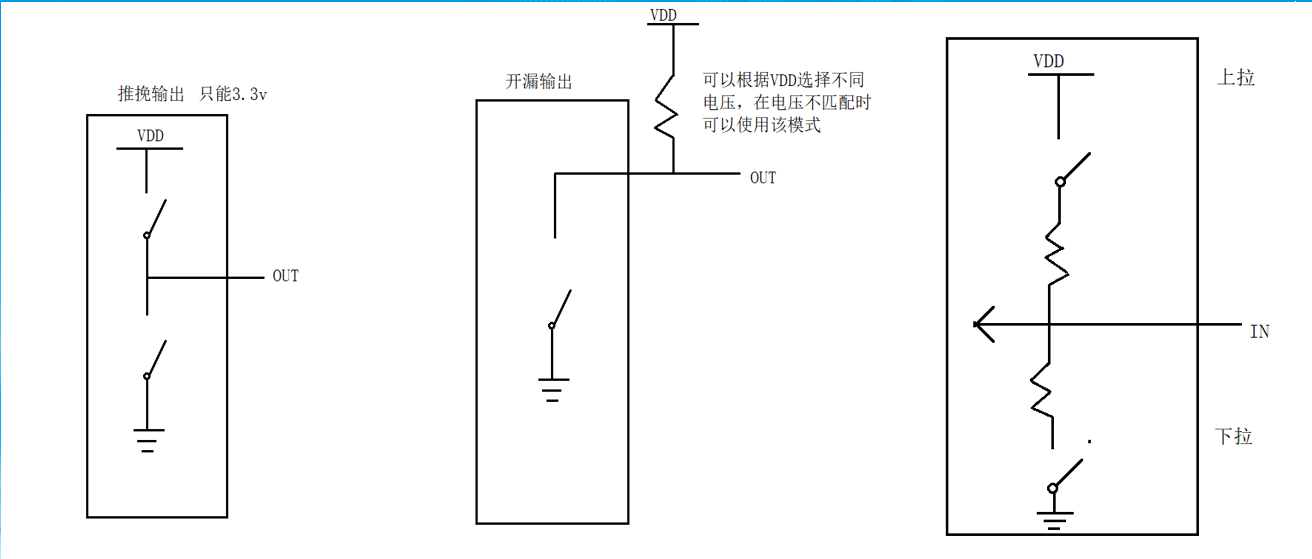 推挽输出 只能3.3v
VDD
OUT
开漏输出
VDD
可以根据VDD选择不同
电压，在电压不匹配时
可以使用该模式
OUT
VDD
上拉
IN
下拉